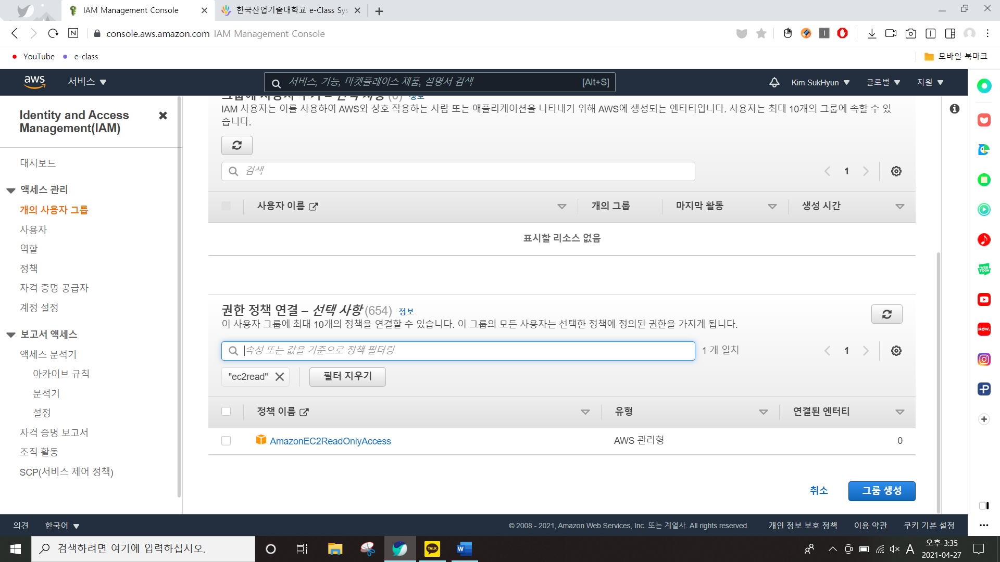 IAM Management Console
한국산업기술대학교 e-Class Sys
console.aws.amazon.com IAM Management Console
YouTube e-class 모바일 북마크
aws 서비스 서비스, 기능, 마켓플레이스 제품, 설명서 검색 [Alt+S] Kim SukHyun 글로벌 지원
Identity and Access
Management(IAM)
대시보드
액세스 관리
개의 사용자 그룹
사용자
역할
정책
자격 증명 공급자
계정 설정
보고서 액세스
액세스 분석기
아카이브 규칙
분석기
설정
자격 증명 보고서
조직 활동
SCP(서비스 제어 정책)
IAM 사용자는 이를 사용하여 AWS와 상호 작용하는 사람 또는 애플리케이션을 나타내기 위해 AWS에 생성되는 엔터티입니다. 사용자는 최대 10개의 그룹에 속할 수 있
습니다.
검색 1
사용자 이름 개의 그룹 마지막 활동 생성 시간
표시할 리소스 없음
권한 정책 연결 – 선택 사항 (654) 정보
이 사용자 그룹에 최대 10개의 정책을 연결할 수 있습니다. 이 그룹의 모든 사용자는 선택한 정책에 정의된 권한을 가지게 됩니다.
속성 또는 값을 기준으로 정책 필터링 1 개 일치 1
"ec2read" 필터 지우기
정책 이름 유형 연결된 엔터티
AmazonEC2ReadOnlyAccess AWS 관리형 0
취소 그룹 생성
WEB
TOON
NOW.
의견 한국어 © 2008 - 2021, Amazon Web Services, Inc. 또는 계열사. All rights reserved. 개인 정보 보호 정책 이용 약관 쿠키 기본 설정
검색하려면 여기에 입력하십시오.
TALK
W
A
오후 3:35
2021-04-27